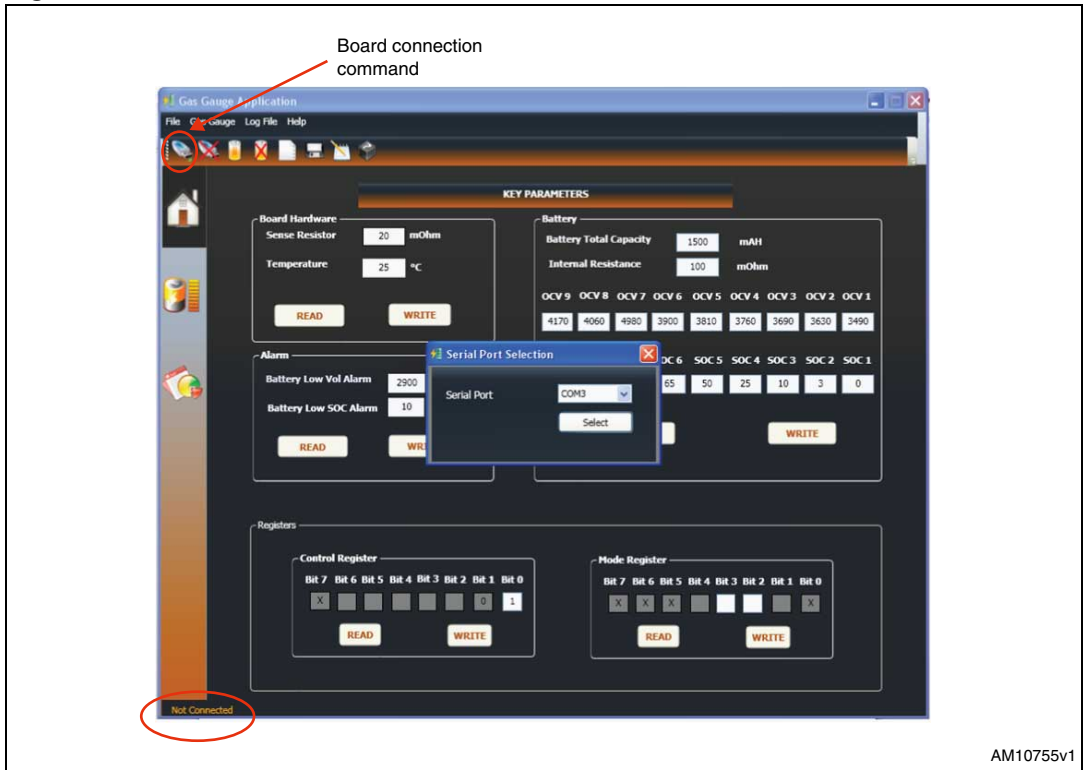 Board connection
command
Gas Gauge Application
File Gas Gauge Log File Help
KEY PARAMETERS
Board Hardware
Sense Resistor 20 mOhm
Temperature 25 °C
READ WRITE
Battery
Battery Total Capacity 1500 mAH
Internal Resistance 100 mOhm
OCV 9 OCV 8 OCV 7 OCV 6 OCV 5 OCV 4 OCV 3 OCV 2 OCV 1
4170 4060 4980 3900 3810 3760 3690 3630 3490
SOC 5 SOC 4 SOC 3 SOC 2 SOC 1
65 50 25 10 3 0
WRITE
Alarm
Battery Low Vol Alarm 2900
Battery Low SOC Alarm 10
READ
Serial Port Selection
Serial Port COM3
Select
Registers
Control Register
Bit 7 Bit 6 Bit 5 Bit 4 Bit 3 Bit 2 Bit 1 Bit 0
X 0 1
READ WRITE
Mode Register
Bit 7 Bit 6 Bit 5 Bit 4 Bit 3 Bit 2 Bit 1 Bit 0
X X X X
READ WRITE
Not Connected
AM10755v1